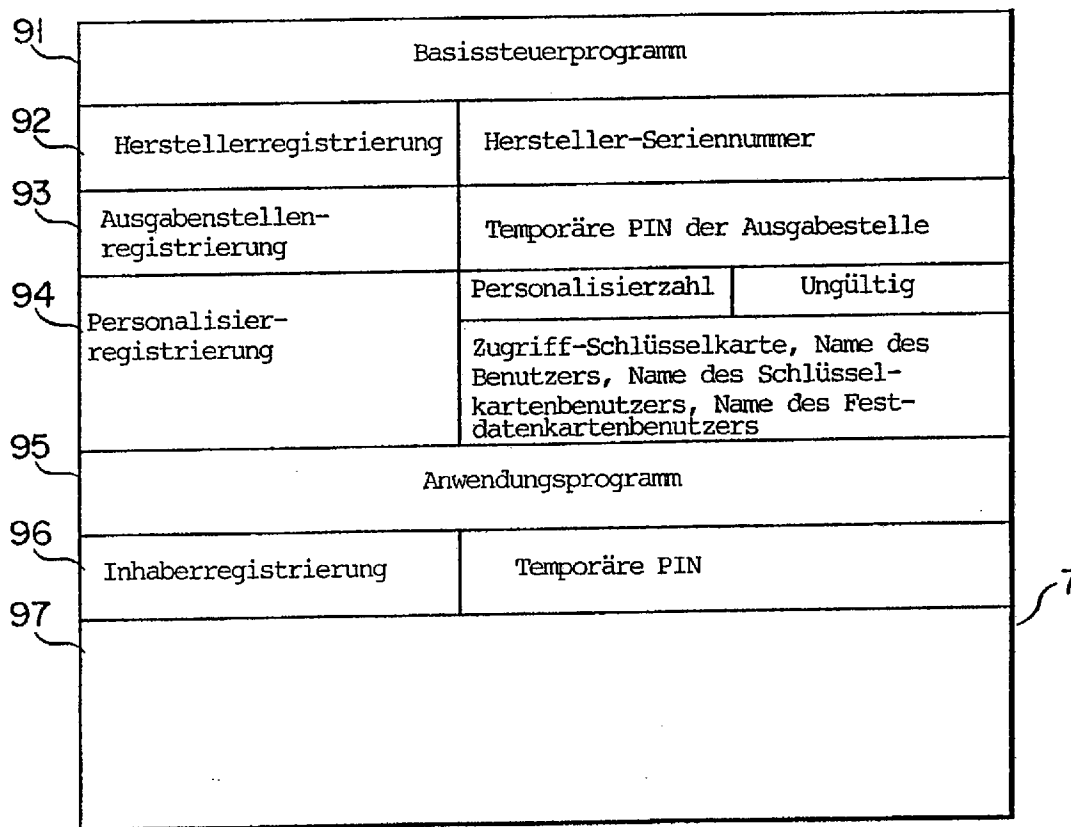 91
Basissteuerprogramm
92
Herstellerregistrierung
Hersteller-Seriennummer
93
Ausgabenstellen-
registrierung
Temporäre PIN der Ausgabestelle
94
Personalisier-
registrierung
Personalisierzahl
Ungültig
Zugriff-Schlüsselkarte, Name des
Benutzers, Name des Schlüssel-
kartenbenutzers, Name des Fest-
datenkartenbenutzers
95
Anwendungsprogramm
96
Inhaberregistrierung
Temporäre PIN
97
7